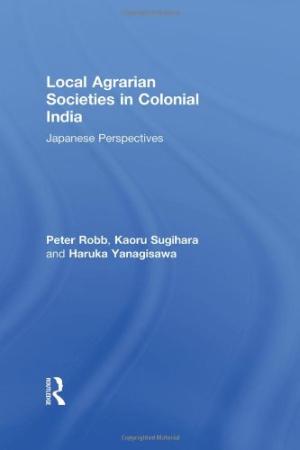 Local Agrarian
Societies in Colonial
India
Japanese Perspectives
Peter Robb, Kaoru Sugihara
and Haruka Yanagisawa
ROUTLEDGE